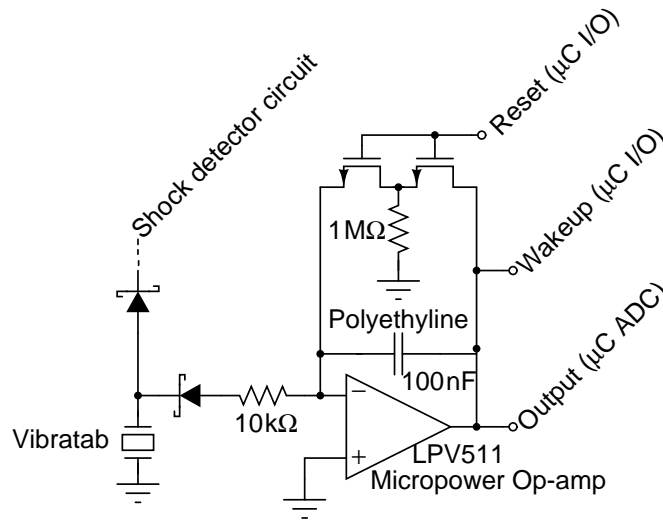 Shock detector circuit
Reset (μC I/O)
Wakeup (μC I/O)
1MΩ
Polyethyline
100nF
Output (μC ADC)
10kΩ
Vibratab
−
+
LPV511
Micropower Op-amp